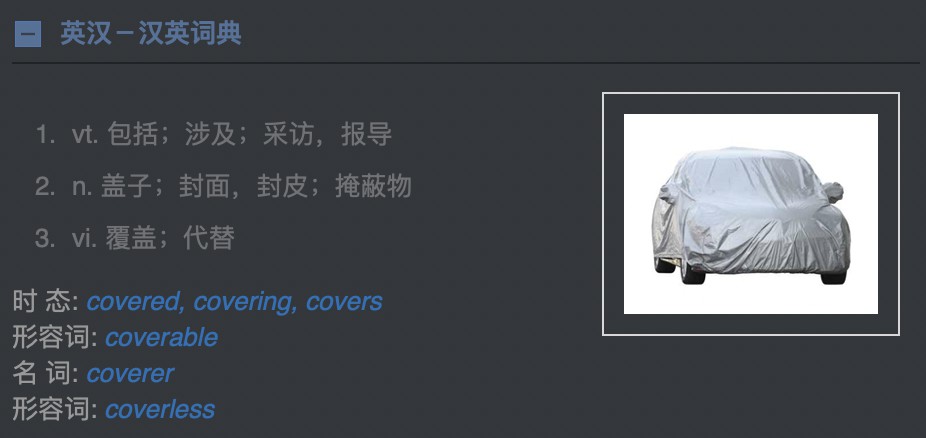 英汉－汉英词典
1. vt. 包括；涉及；采访，报导
2. n. 盖子；封面，封皮；掩蔽物
3. vi. 覆盖；代替
时 态: covered, covering, covers
形容词: coverable
名 词: coverer
形容词: coverless